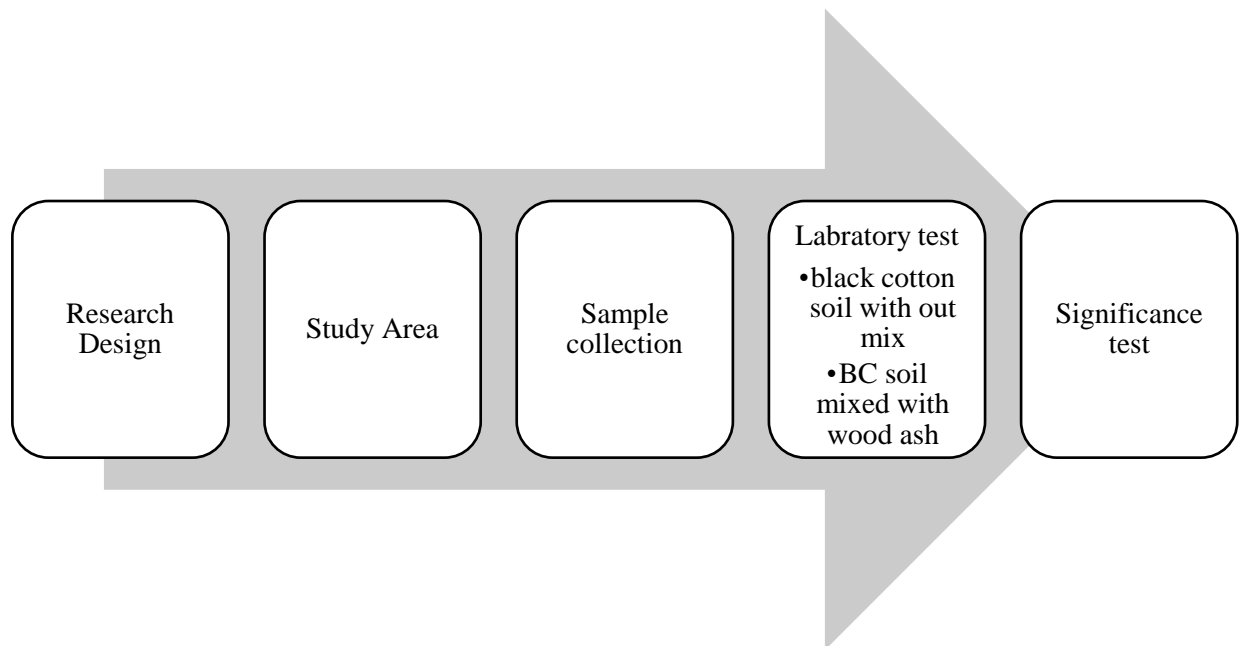 Research
Design
Study Area
Sample
collection
Labratory test
•black cotton
soil with out
mix
•BC soil
mixed with
wood ash
Significance
test